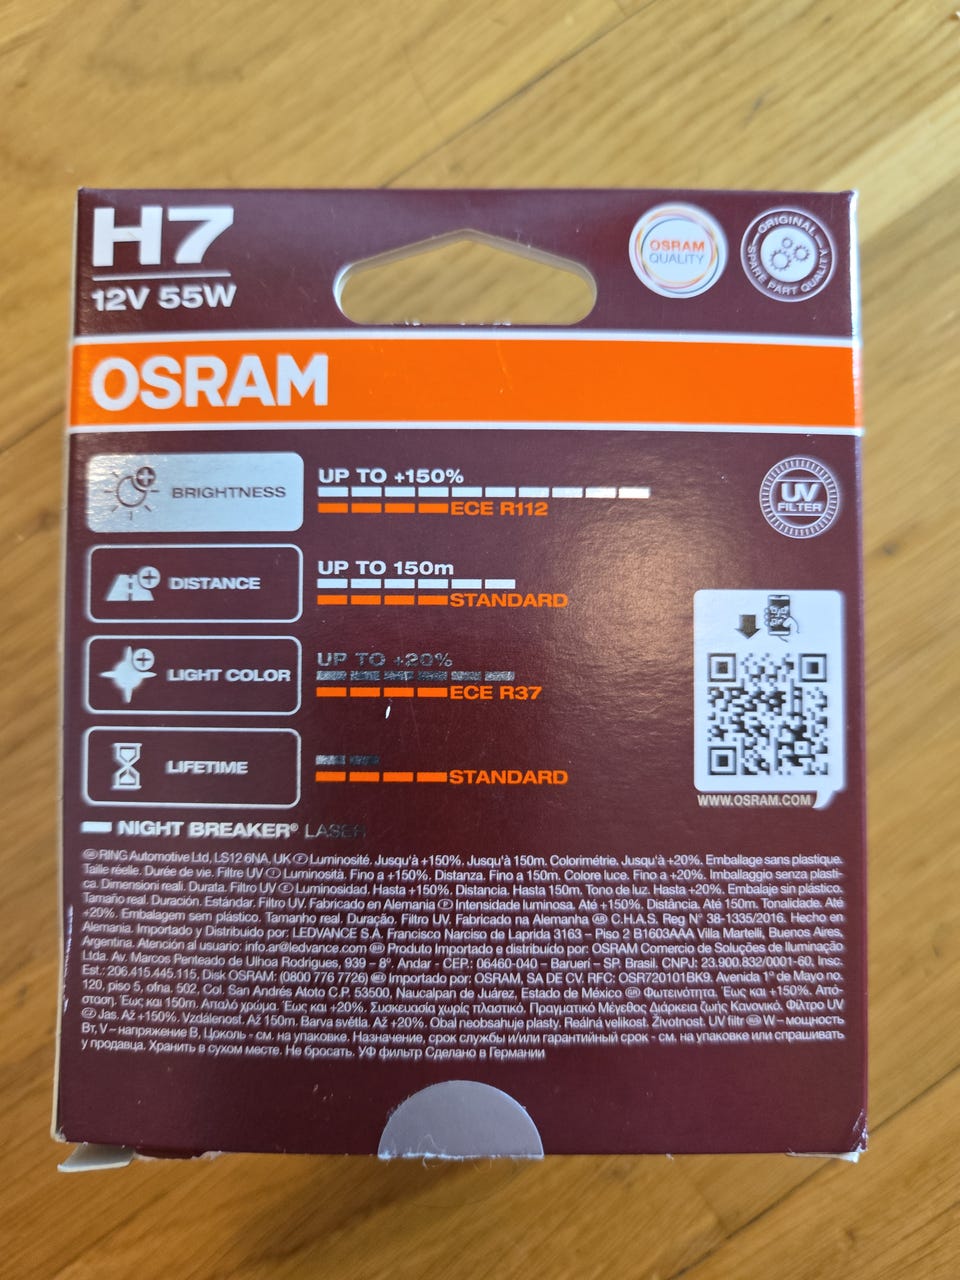 H7
12V 55W
OSRAM
QUALITY
ORIGINAL
SPARE PART QUALITY
OSRAM
BRIGHTNESS
UP TO +150%
ECE R112
UV
FILTER
DISTANCE
UP TO 150m
STANDARD
LIGHT COLOR
UP TO +20%
ECE R37
LIFETIME
STANDARD
WWW.OSRAM.COM
NIGHT BREAKER® LASER
GB RING Automotive Ltd, LS12 6NA, UK F Luminosité. Jusqu'à +150%. Jusqu'à 150m. Colorimétrie. Jusqu'à +20%. Emballage sans plastique.
Taille réelle. Durée de vie. Filtre UV I Luminosità. Fino a +150%. Distanza. Fino a 150m. Colore luce. Fino a +20%. Imballaggio senza plasti-
ca. Dimensioni reali. Durata. Filtro UV E Luminosidad. Hasta +150%. Distancia. Hasta 150m, Tono de luz. Hasta +20%. Embalaje sin plástico.
Tamaño real. Duración. Estándar. Filtro UV. Fabricado en Alemania P Intensidade luminosa. Até +150%. Distância. Até 150m. Tonalidade. Até
+20%. Embalagem sem plástico. Tamanho real. Duração. Filtro UV. Fabricado na Alemanha AR C.H.A.S. Reg N° 38-1335/2016. Hecho en
Alemania. Importado y Distribuido por: LEDVANCE S.A. Francisco Narciso de Laprida 3163 – Piso 2 B1603AAA Villa Martelli, Buenos Aires,
Argentina. Atención al usuario: info.ar@ledvance.com BR Produto Importado e distribuido por: OSRAM Comercio de Soluções de Iluminação
Ltda. Av. Marcos Penteado de Ulhoa Rodrigues, 939 – 8°. Andar - CEP.: 06460-040 – Barueri – SP. Brasil. CNPJ: 23.900.832/0001-60, Insc.
Est.: 206.415.445.115, Disk OSRAM: (0800 776 7726) Importado por: OSRAM, SA DE CV. RFC: OSR720101BK9. Avenida 1° de Mayo no.
120, piso 5, ofna. 502, Col. San Andrés Atoto C.P. 53500, Naucalpan de Juárez, Estado de México GR Φωτεινότητα. Έως και +150%. Από-
σταση. Έως και 150m. Απαλό χρώμα. Έως και +20%. Συσκευασία χωρίς πλαστικό. Πραγματικό Μέγεθος Διάρκεια ζωής Κανονικό. Φίλτρο UV
CZ Jas. Až +150%. Vzdálenost. Až 150m. Barva světla. Až +20%. Obal neobsahuje plasty. Reálná velikost. Životnost. UV filtr W – мощность
Вт, V – напряжение В, Цоколь - см. на упаковке. Назначение, срок службы и/или гарантийный срок - см. на упаковке или спрашивать
у продавца. Хранить в сухом месте. Не бросать. УФ фильтр Сделано в Германии